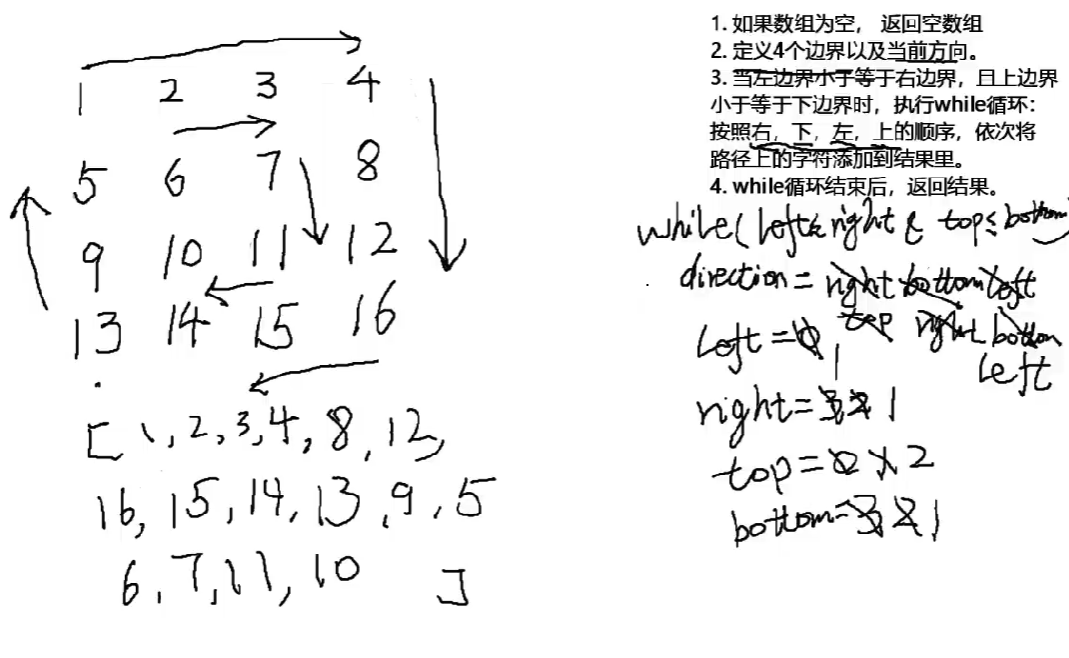 1 2 3 4
5 6 7 8
9 10 11 12
13 14 15 16
[ 1, 2, 3, 4, 8, 12,
16, 15, 14, 13, 9, 5
6, 7, 11, 10 ]
1. 如果数组为空， 返回空数组
2. 定义4个边界以及当前方向。
3. 当左边界小于等于右边界，且上边界
小于等于下边界时，执行while循环：
按照右，下，左，上的顺序，依次将
路径上的字符添加到结果里。
4. while循环结束后，返回结果。
while( left≤right & top≤bottom)
direction = right bottom left
top right bottom
left
left = 0 1
right = 3 2 1
top = 0 1 2
bottom = 3 2 1